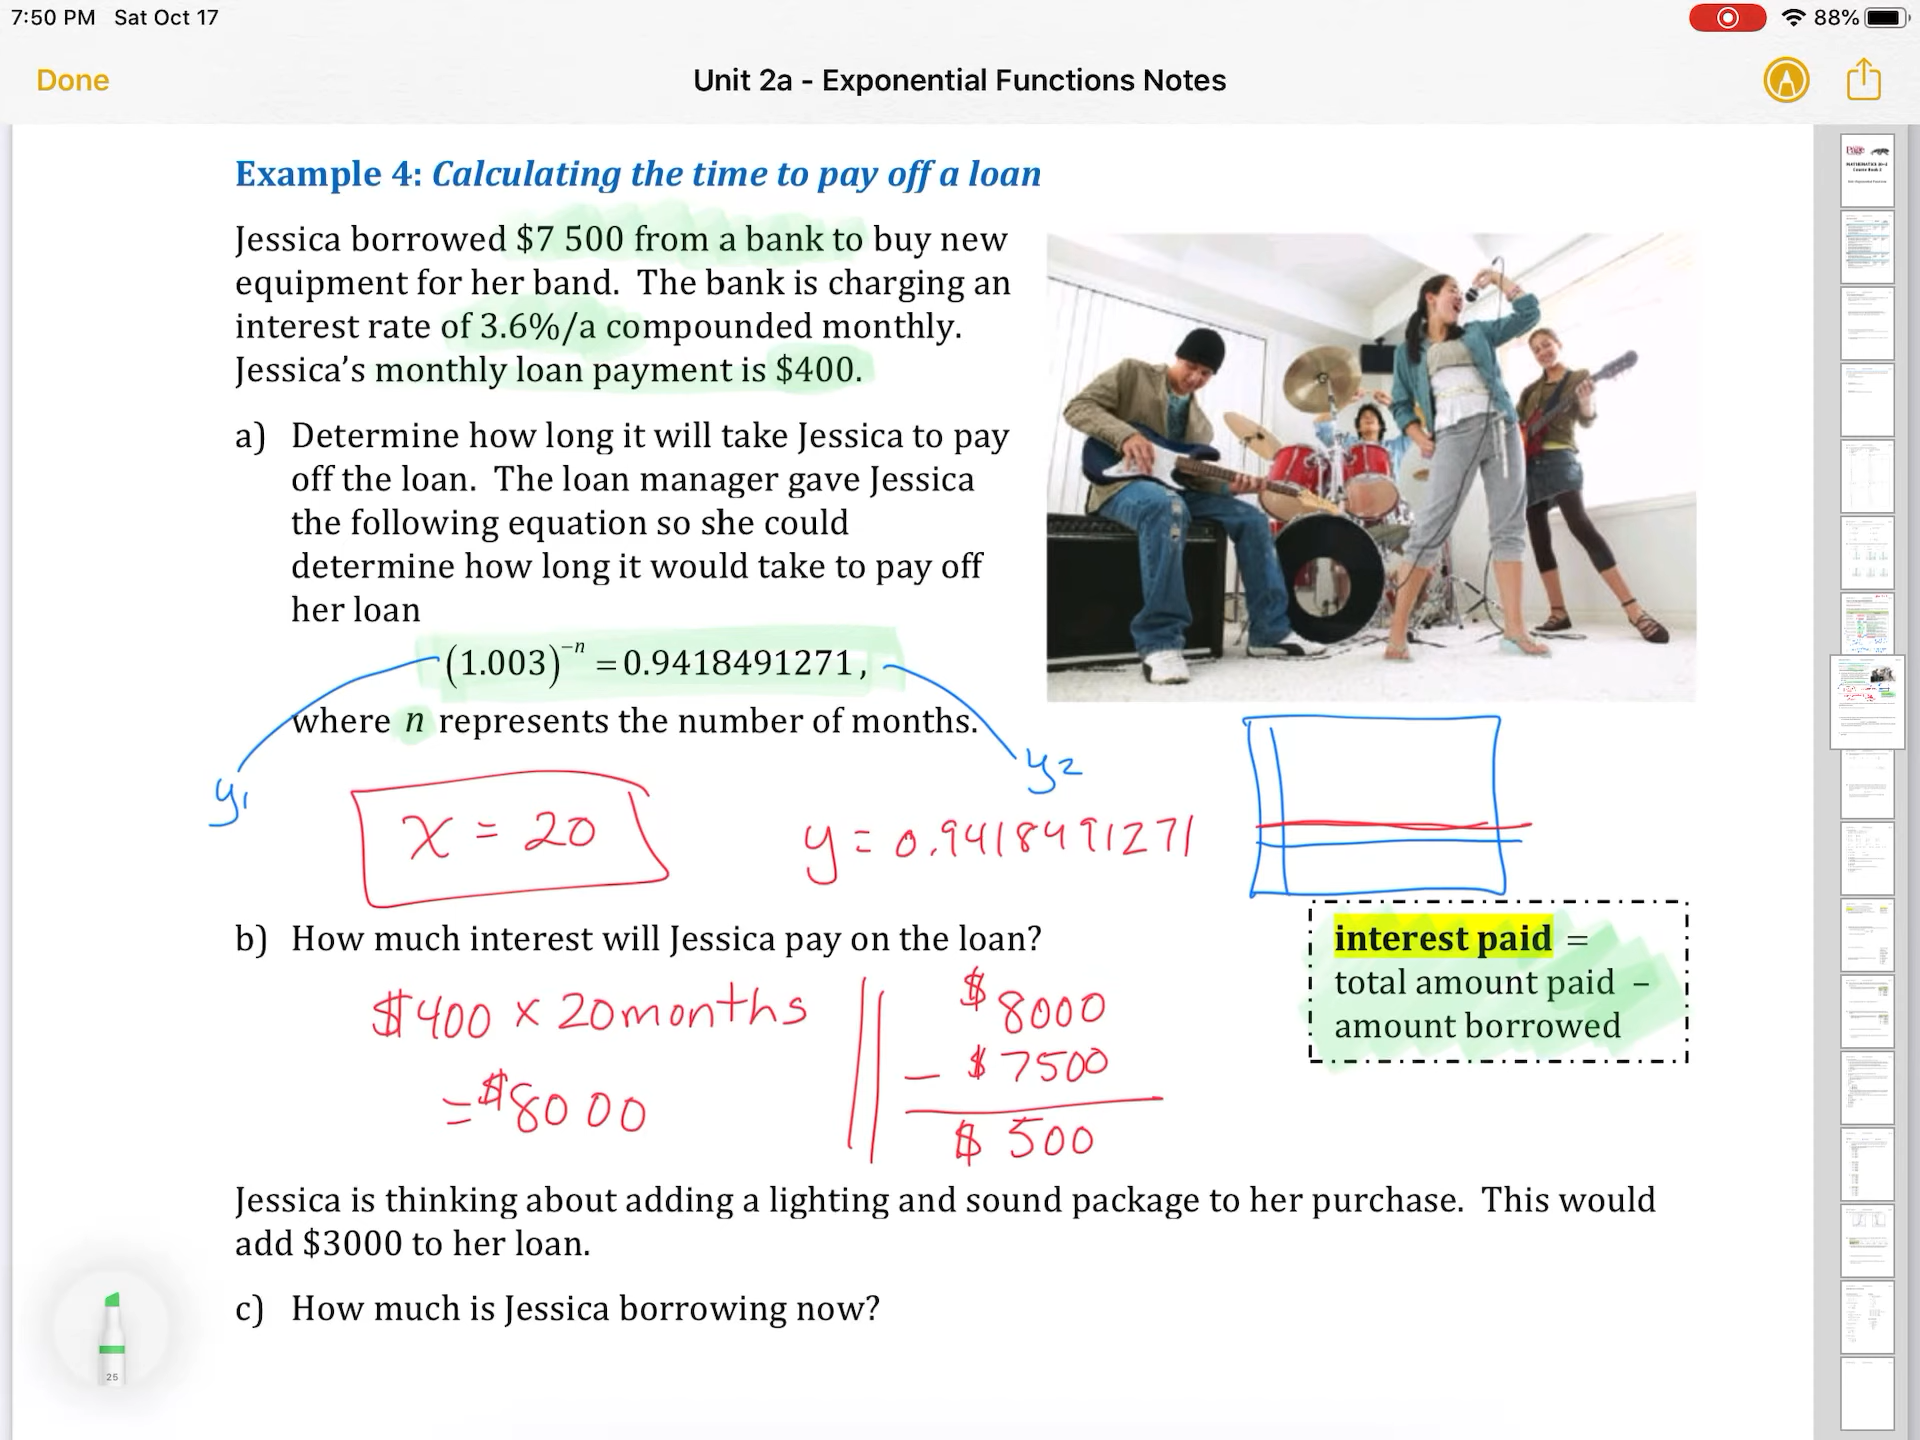 7:50 PM Sat Oct 17
88%
Done
Unit 2a - Exponential Functions Notes
Example 4: Calculating the time to pay off a loan
Jessica borrowed $7 500 from a bank to buy new
equipment for her band. The bank is charging an
interest rate of 3.6%/a compounded monthly.
Jessica's monthly loan payment is $400.
a) Determine how long it will take Jessica to pay
off the loan. The loan manager gave Jessica
the following equation so she could
determine how long it would take to pay off
her loan
(1.003)⁻ⁿ = 0.9418491271,
where n represents the number of months.
y₁
y₂
x = 20
y = 0.9418491271
b) How much interest will Jessica pay on the loan?
interest paid =
total amount paid –
amount borrowed
$400 x 20 months
= $8000
$8000
- $7500
$ 500
Jessica is thinking about adding a lighting and sound package to her purchase. This would
add $3000 to her loan.
c) How much is Jessica borrowing now?
25